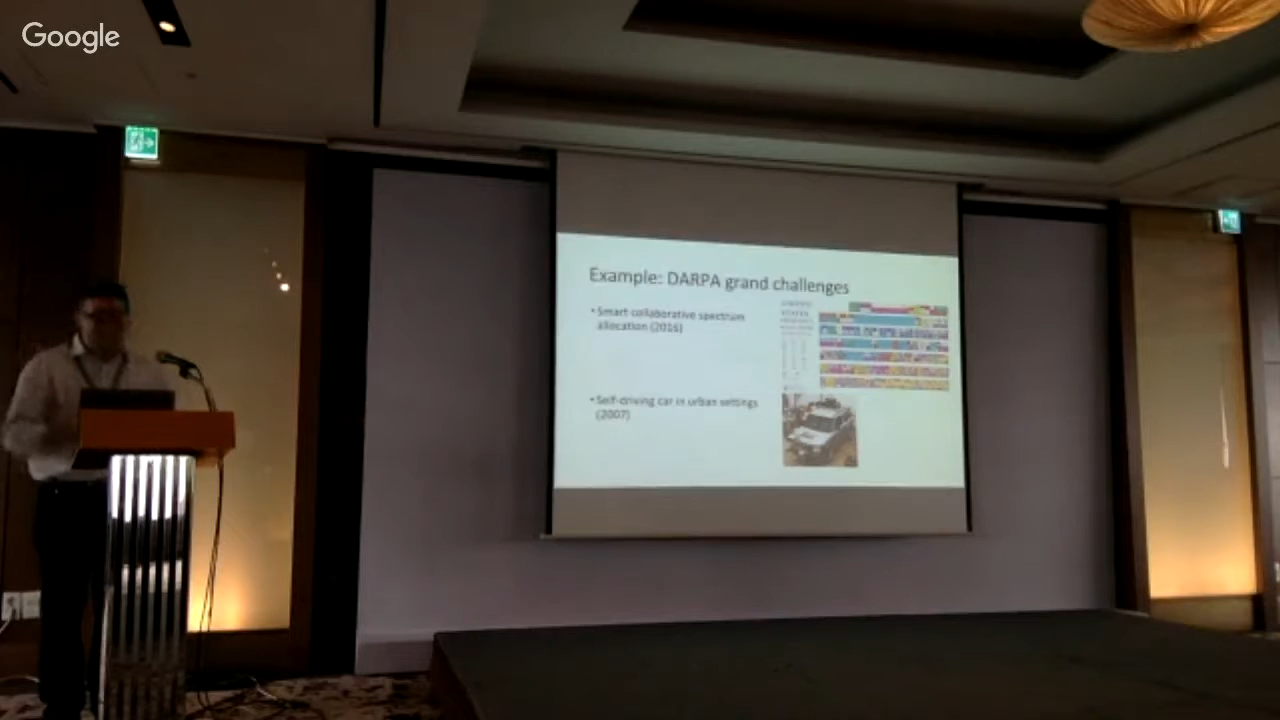 Google
Example: DARPA grand challenges
• Smart collaborative spectrum
allocation (2016)
• Self-driving car in urban settings
(2007)